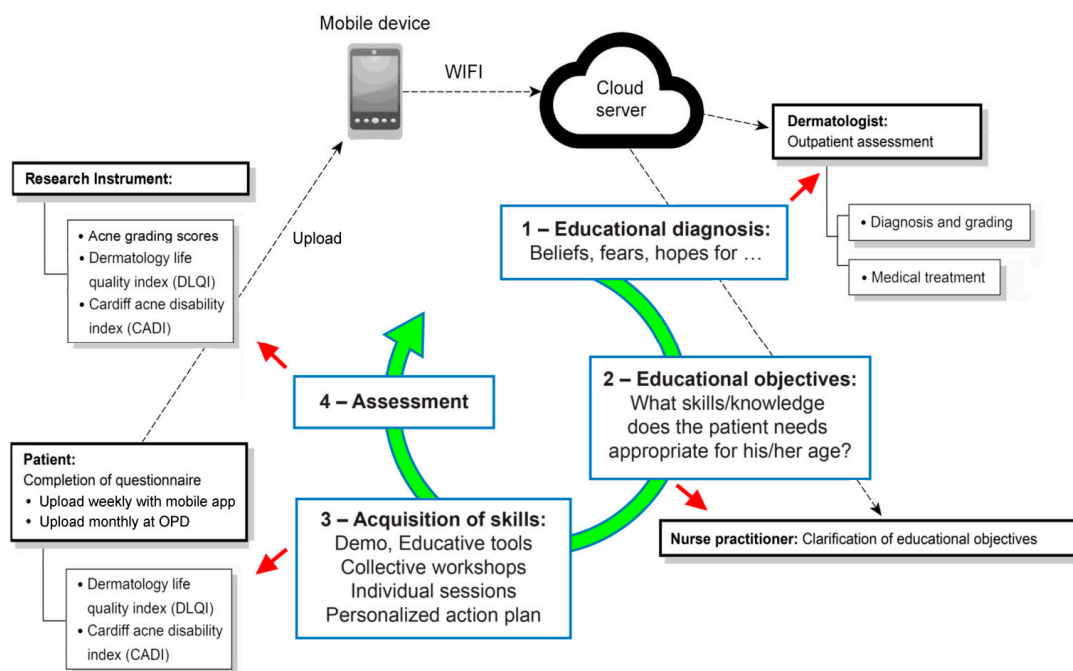 Mobile device
WIFI
Cloud
server
Dermatologist:
Outpatient assessment
• Diagnosis and grading
• Medical treatment
Research Instrument:
• Acne grading scores
• Dermatology life
quality index (DLQI)
• Cardiff acne disability
index (CADI)
Upload
1 – Educational diagnosis:
Beliefs, fears, hopes for ...
2 – Educational objectives:
What skills/knowledge
does the patient needs
appropriate for his/her age?
4 – Assessment
Patient:
Completion of questionnaire
• Upload weekly with mobile app
• Upload monthly at OPD
3 – Acquisition of skills:
Demo, Educative tools
Collective workshops
Individual sessions
Personalized action plan
Nurse practitioner: Clarification of educational objectives
• Dermatology life
quality index (DLQI)
• Cardiff acne disability
index (CADI)